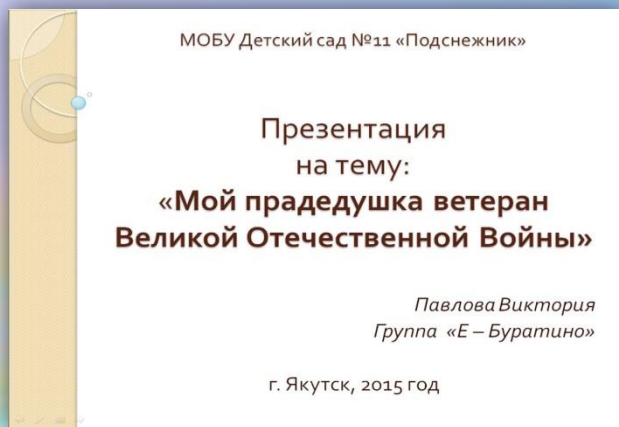 МОБУ Детский сад №11 «Подснежник»
Презентация
на тему:
«Мой прадедушка ветеран
Великой Отечественной Войны»
Павлова Виктория
Группа «Е – Буратино»
г. Якутск, 2015 год